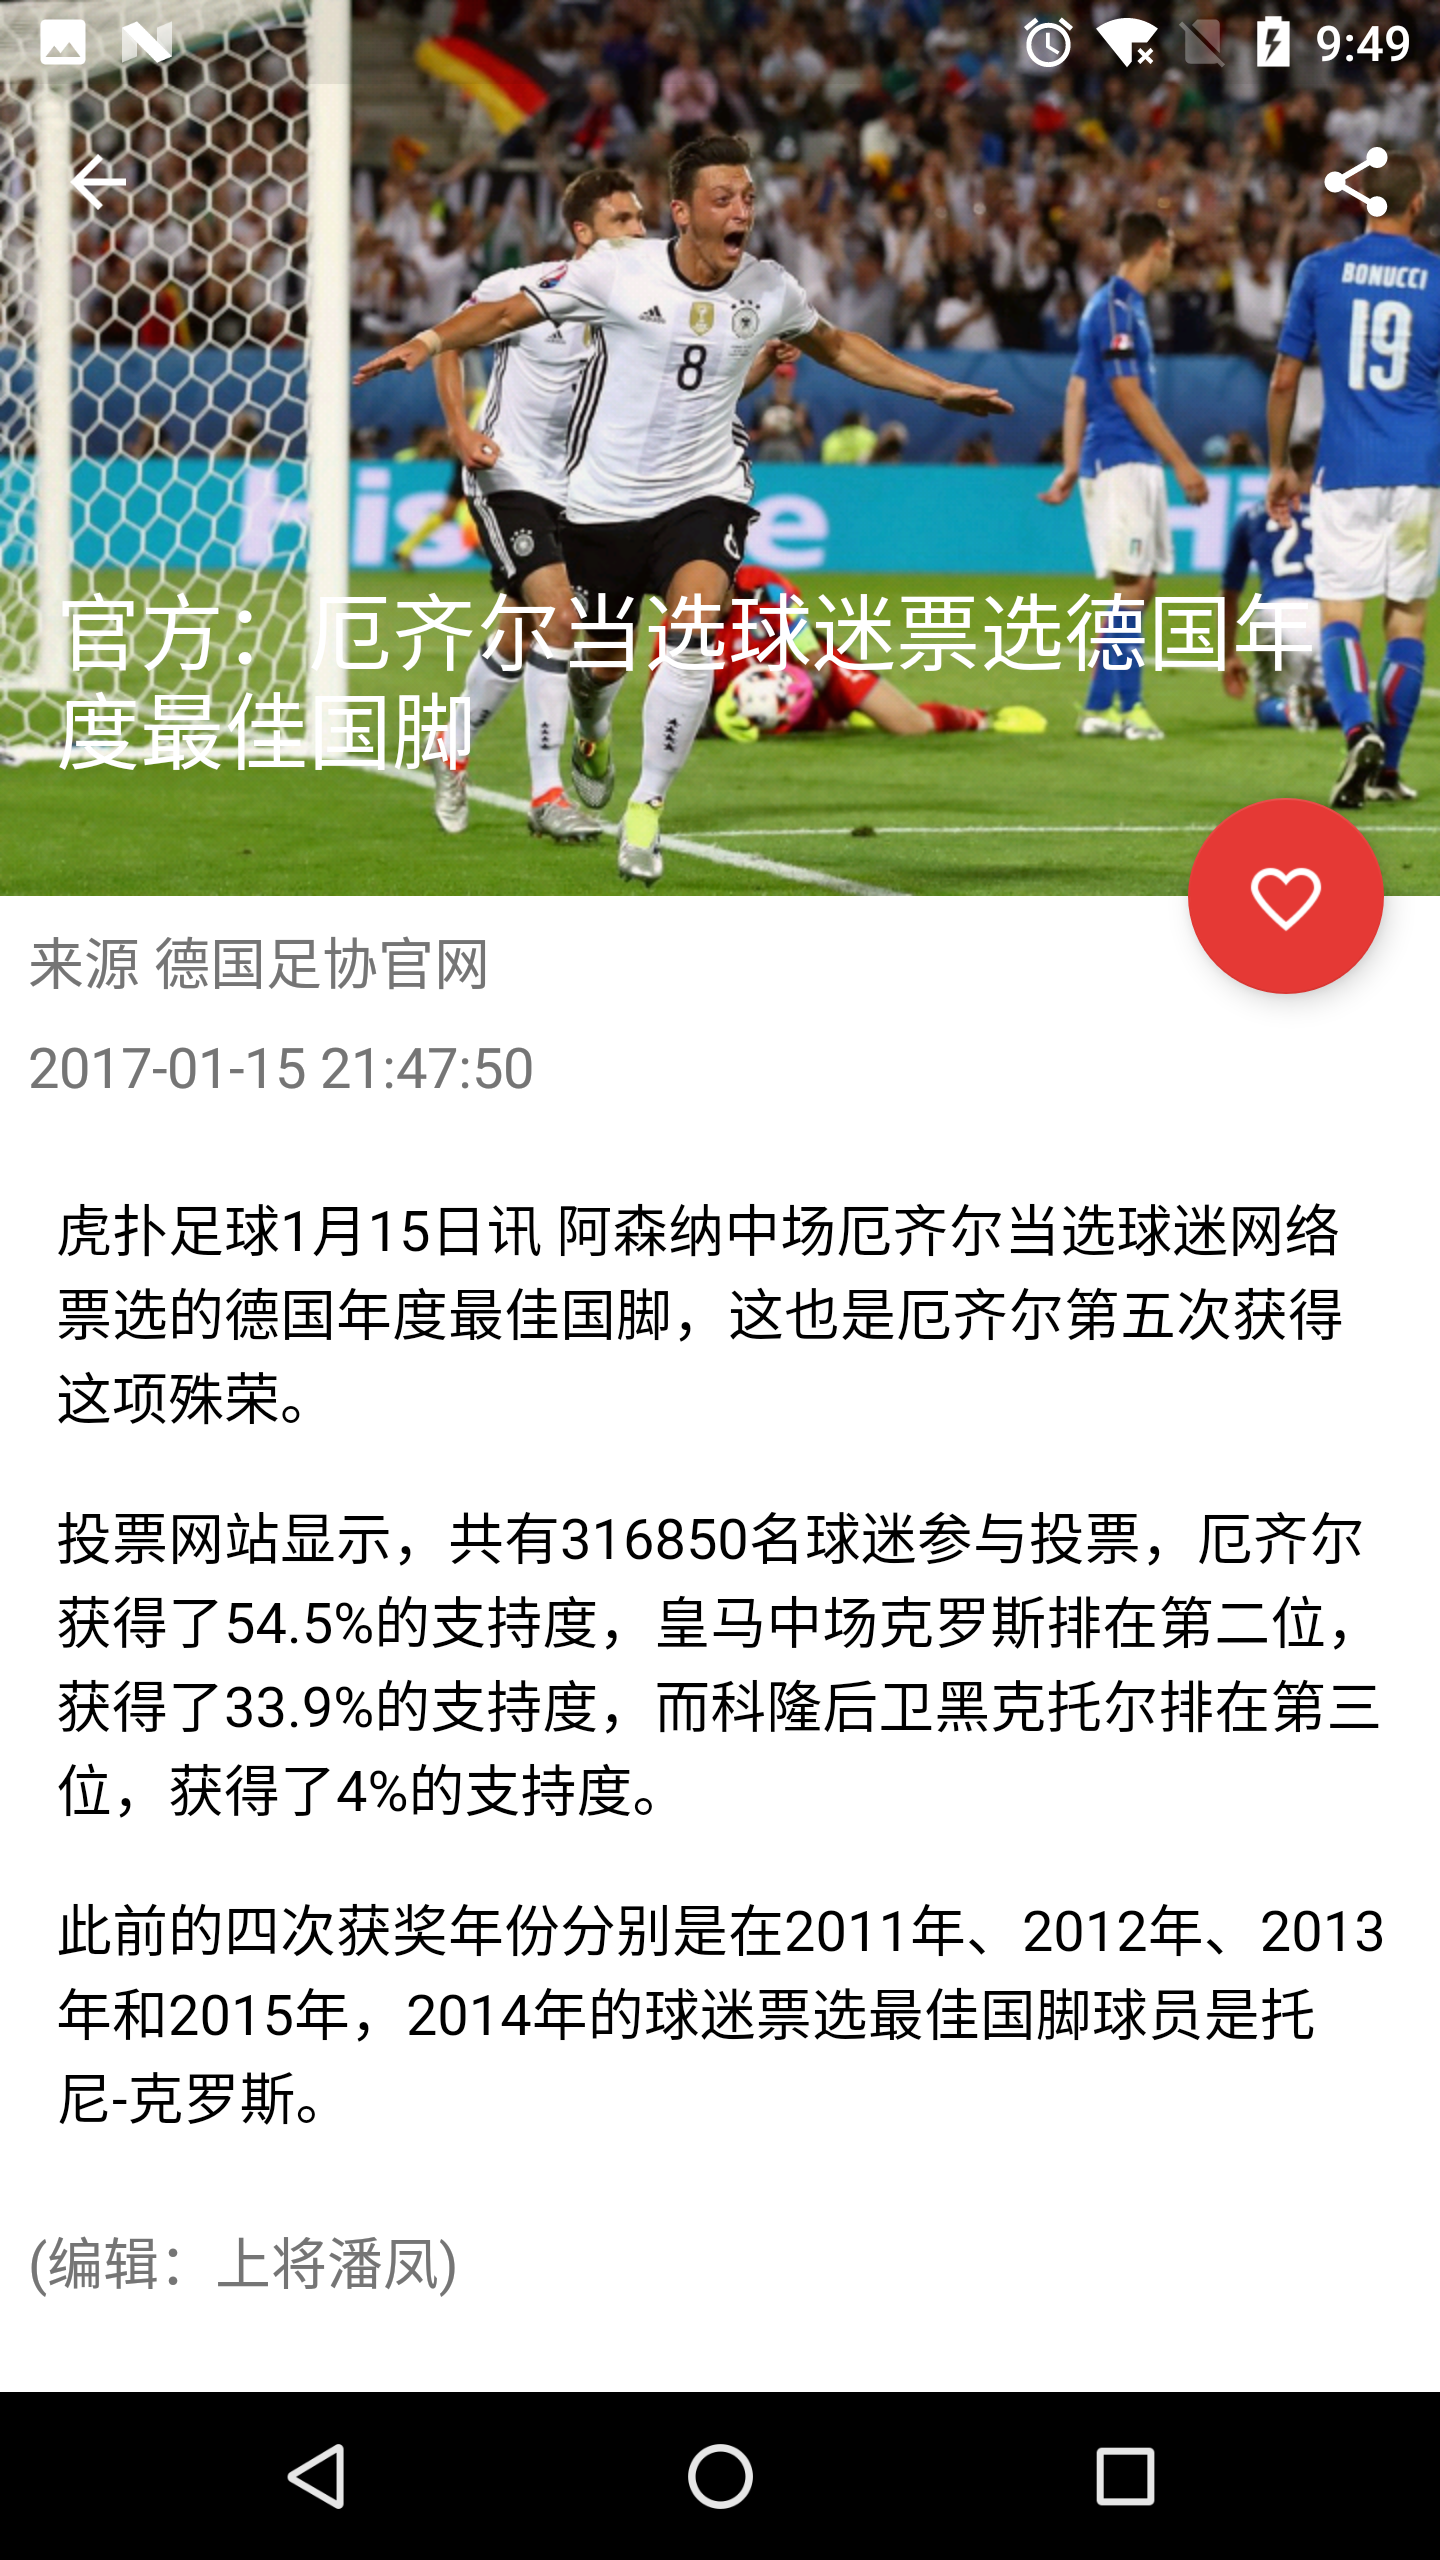 9:49
BONUCCI
19
8
23
官方：厄齐尔当选球迷票选德国年
度最佳国脚
来源 德国足协官网
2017-01-15 21:47:50
虎扑足球1月15日讯 阿森纳中场厄齐尔当选球迷网络
票选的德国年度最佳国脚，这也是厄齐尔第五次获得
这项殊荣。
投票网站显示，共有316850名球迷参与投票，厄齐尔
获得了54.5%的支持度，皇马中场克罗斯排在第二位，
获得了33.9%的支持度，而科隆后卫黑克托尔排在第三
位，获得了4%的支持度。
此前的四次获奖年份分别是在2011年、2012年、2013
年和2015年，2014年的球迷票选最佳国脚球员是托
尼-克罗斯。
(编辑：上将潘凤)